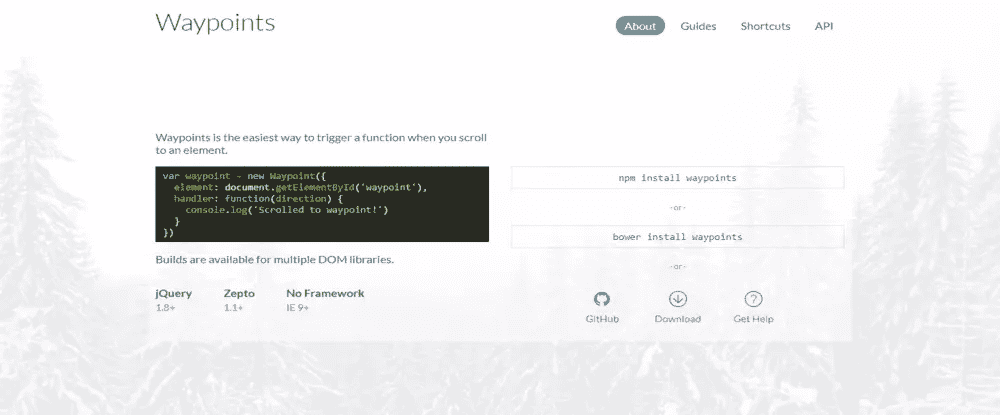 Waypoints
About Guides Shortcuts API
Waypoints is the easiest way to trigger a function when you scroll
to an element.
var waypoint = new Waypoint({
  element: document.getElementById('waypoint'),
  handler: function(direction) {
    console.log('Scrolled to waypoint!')
  }
})
Builds are available for multiple DOM libraries.
jQuery Zepto No Framework
1.8+ 1.1+ IE 9+
npm install waypoints
-or-
bower install waypoints
-or-
GitHub Download Get Help